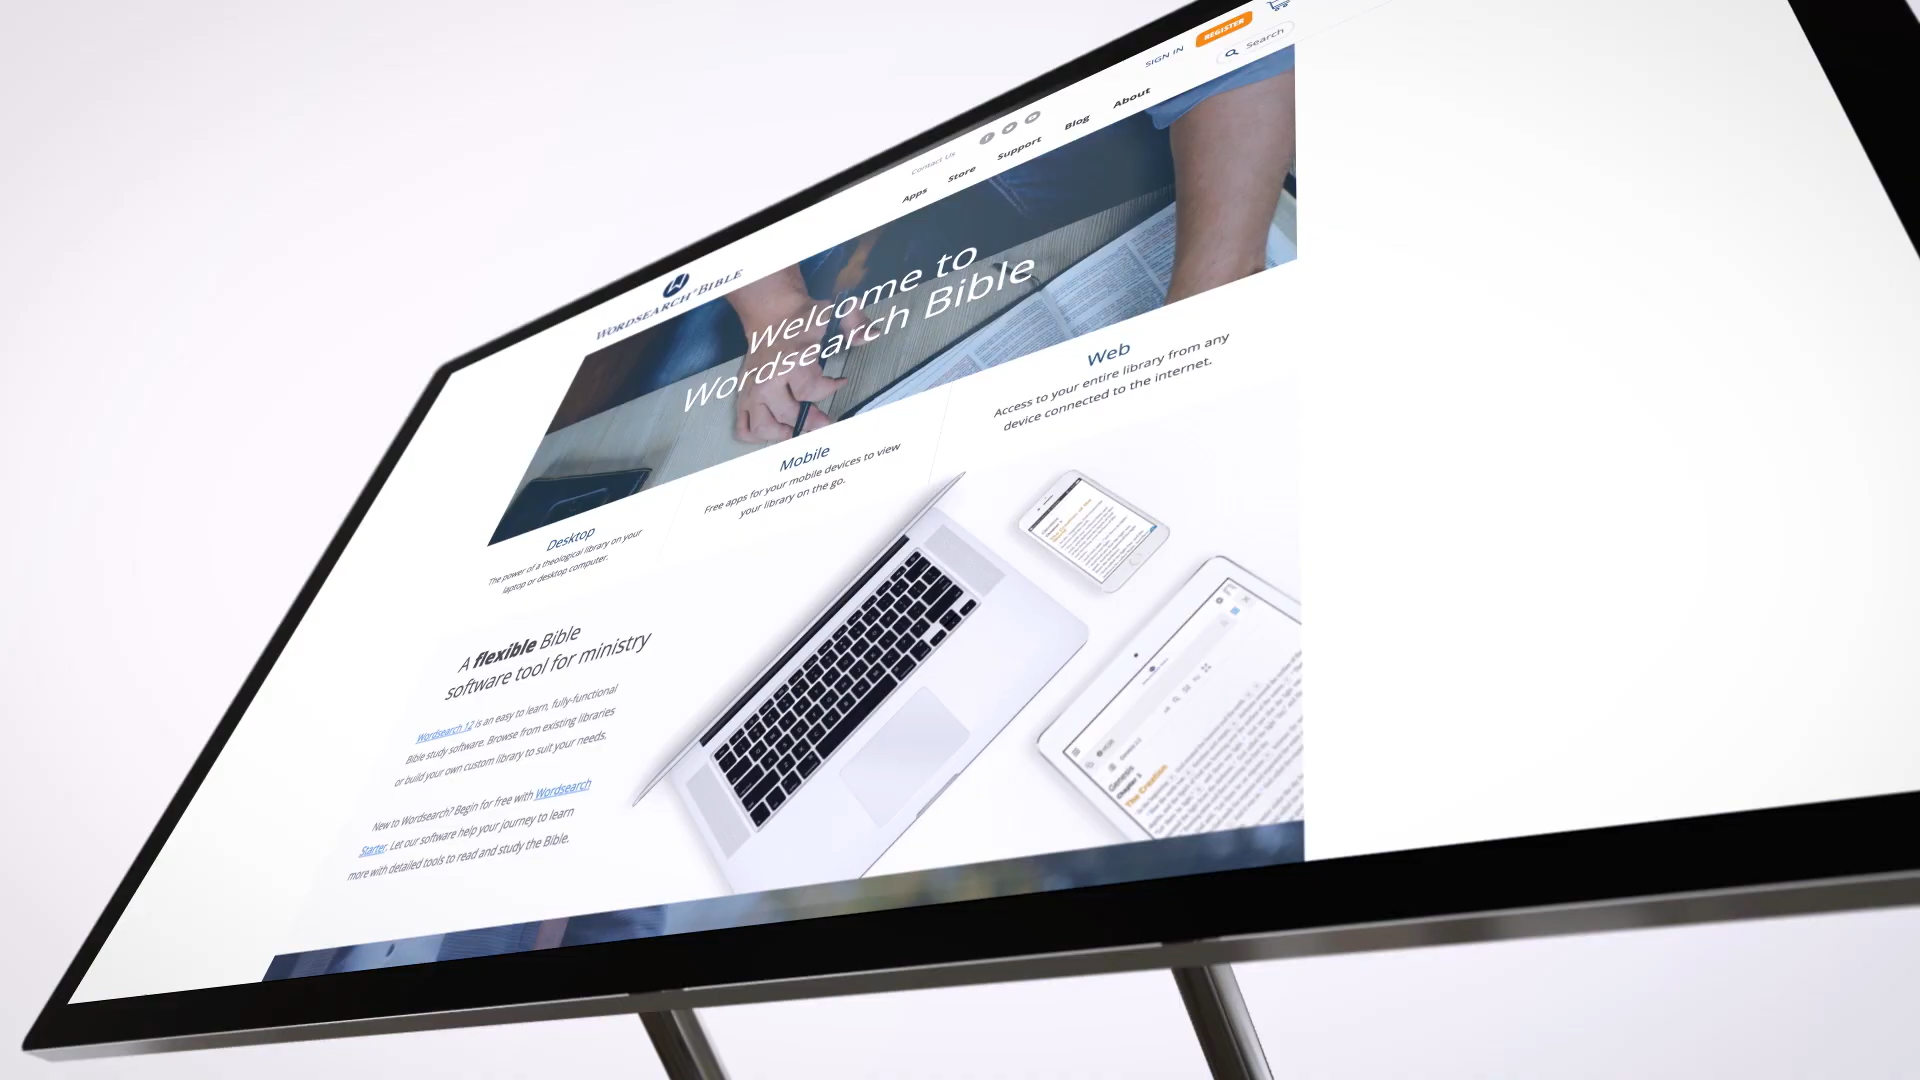 SIGN IN
REGISTER
Search
Contact Us
Apps
Store
Support
Blog
About
WORDSEARCH® BIBLE
Welcome to
Wordsearch Bible
Desktop
The power of a theological library on your
laptop or desktop computer.
Mobile
Free apps for your mobile devices to view
your library on the go.
Web
Access to your entire library from any
device connected to the internet.
A flexible Bible
software tool for ministry
Wordsearch 12 is an easy to learn, fully-functional
Bible study software. Browse from existing libraries
or build your own custom library to suit your needs.
New to Wordsearch? Begin for free with Wordsearch
Starter. Let our software help your journey to learn
more with detailed tools to read and study the Bible.
Genesis
Chapter 1
The Creation